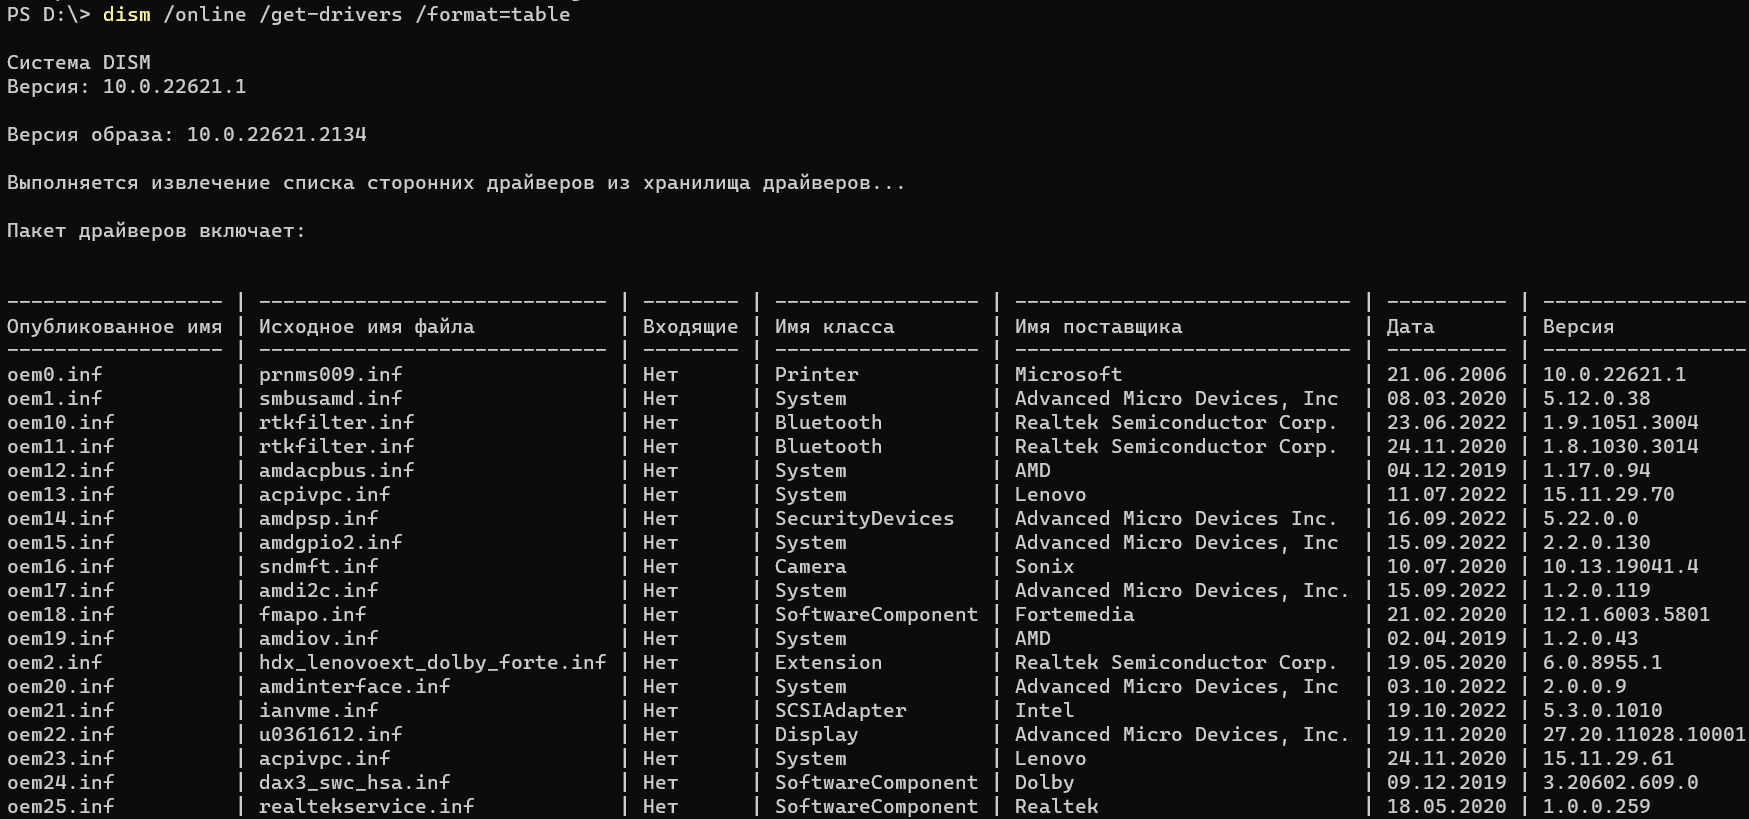 PS D:\> dism /online /get-drivers /format=table
Cистема DISM
Версия: 10.0.22621.1
Версия образа: 10.0.22621.2134
Выполняется извлечение списка сторонних драйверов из хранилища драйверов...
Пакет драйверов включает:
------------------ | ----------------------------- | -------- | ----------------- | ---------------------------- | ---------- | -----------------
Опубликованное имя | Исходное имя файла | Входящие | Имя класса | Имя поставщика | Дата | Версия
------------------ | ----------------------------- | -------- | ----------------- | ---------------------------- | ---------- | -----------------
oem0.inf | prnms009.inf | Нет | Printer | Microsoft | 21.06.2006 | 10.0.22621.1
oem1.inf | smbusamd.inf | Нет | System | Advanced Micro Devices, Inc | 08.03.2020 | 5.12.0.38
oem10.inf | rtkfilter.inf | Нет | Bluetooth | Realtek Semiconductor Corp. | 23.06.2022 | 1.9.1051.3004
oem11.inf | rtkfilter.inf | Нет | Bluetooth | Realtek Semiconductor Corp. | 24.11.2020 | 1.8.1030.3014
oem12.inf | amdacpbus.inf | Нет | System | AMD | 04.12.2019 | 1.17.0.94
oem13.inf | acpivpc.inf | Нет | System | Lenovo | 11.07.2022 | 15.11.29.70
oem14.inf | amdpsp.inf | Нет | SecurityDevices | Advanced Micro Devices Inc. | 16.09.2022 | 5.22.0.0
oem15.inf | amdgpio2.inf | Нет | System | Advanced Micro Devices, Inc | 15.09.2022 | 2.2.0.130
oem16.inf | sndmft.inf | Нет | Camera | Sonix | 10.07.2020 | 10.13.19041.4
oem17.inf | amdi2c.inf | Нет | System | Advanced Micro Devices, Inc. | 15.09.2022 | 1.2.0.119
oem18.inf | fmapo.inf | Нет | SoftwareComponent | Fortemedia | 21.02.2020 | 12.1.6003.5801
oem19.inf | amdiov.inf | Нет | System | AMD | 02.04.2019 | 1.2.0.43
oem2.inf | hdx_lenovoext_dolby_forte.inf | Нет | Extension | Realtek Semiconductor Corp. | 19.05.2020 | 6.0.8955.1
oem20.inf | amdinterface.inf | Нет | System | Advanced Micro Devices, Inc | 03.10.2022 | 2.0.0.9
oem21.inf | ianvme.inf | Нет | SCSIAdapter | Intel | 19.10.2022 | 5.3.0.1010
oem22.inf | u0361612.inf | Нет | Display | Advanced Micro Devices, Inc. | 19.11.2020 | 27.20.11028.10001
oem23.inf | acpivpc.inf | Нет | System | Lenovo | 24.11.2020 | 15.11.29.61
oem24.inf | dax3_swc_hsa.inf | Нет | SoftwareComponent | Dolby | 09.12.2019 | 3.20602.609.0
oem25.inf | realtekservice.inf | Нет | SoftwareComponent | Realtek | 18.05.2020 | 1.0.0.259